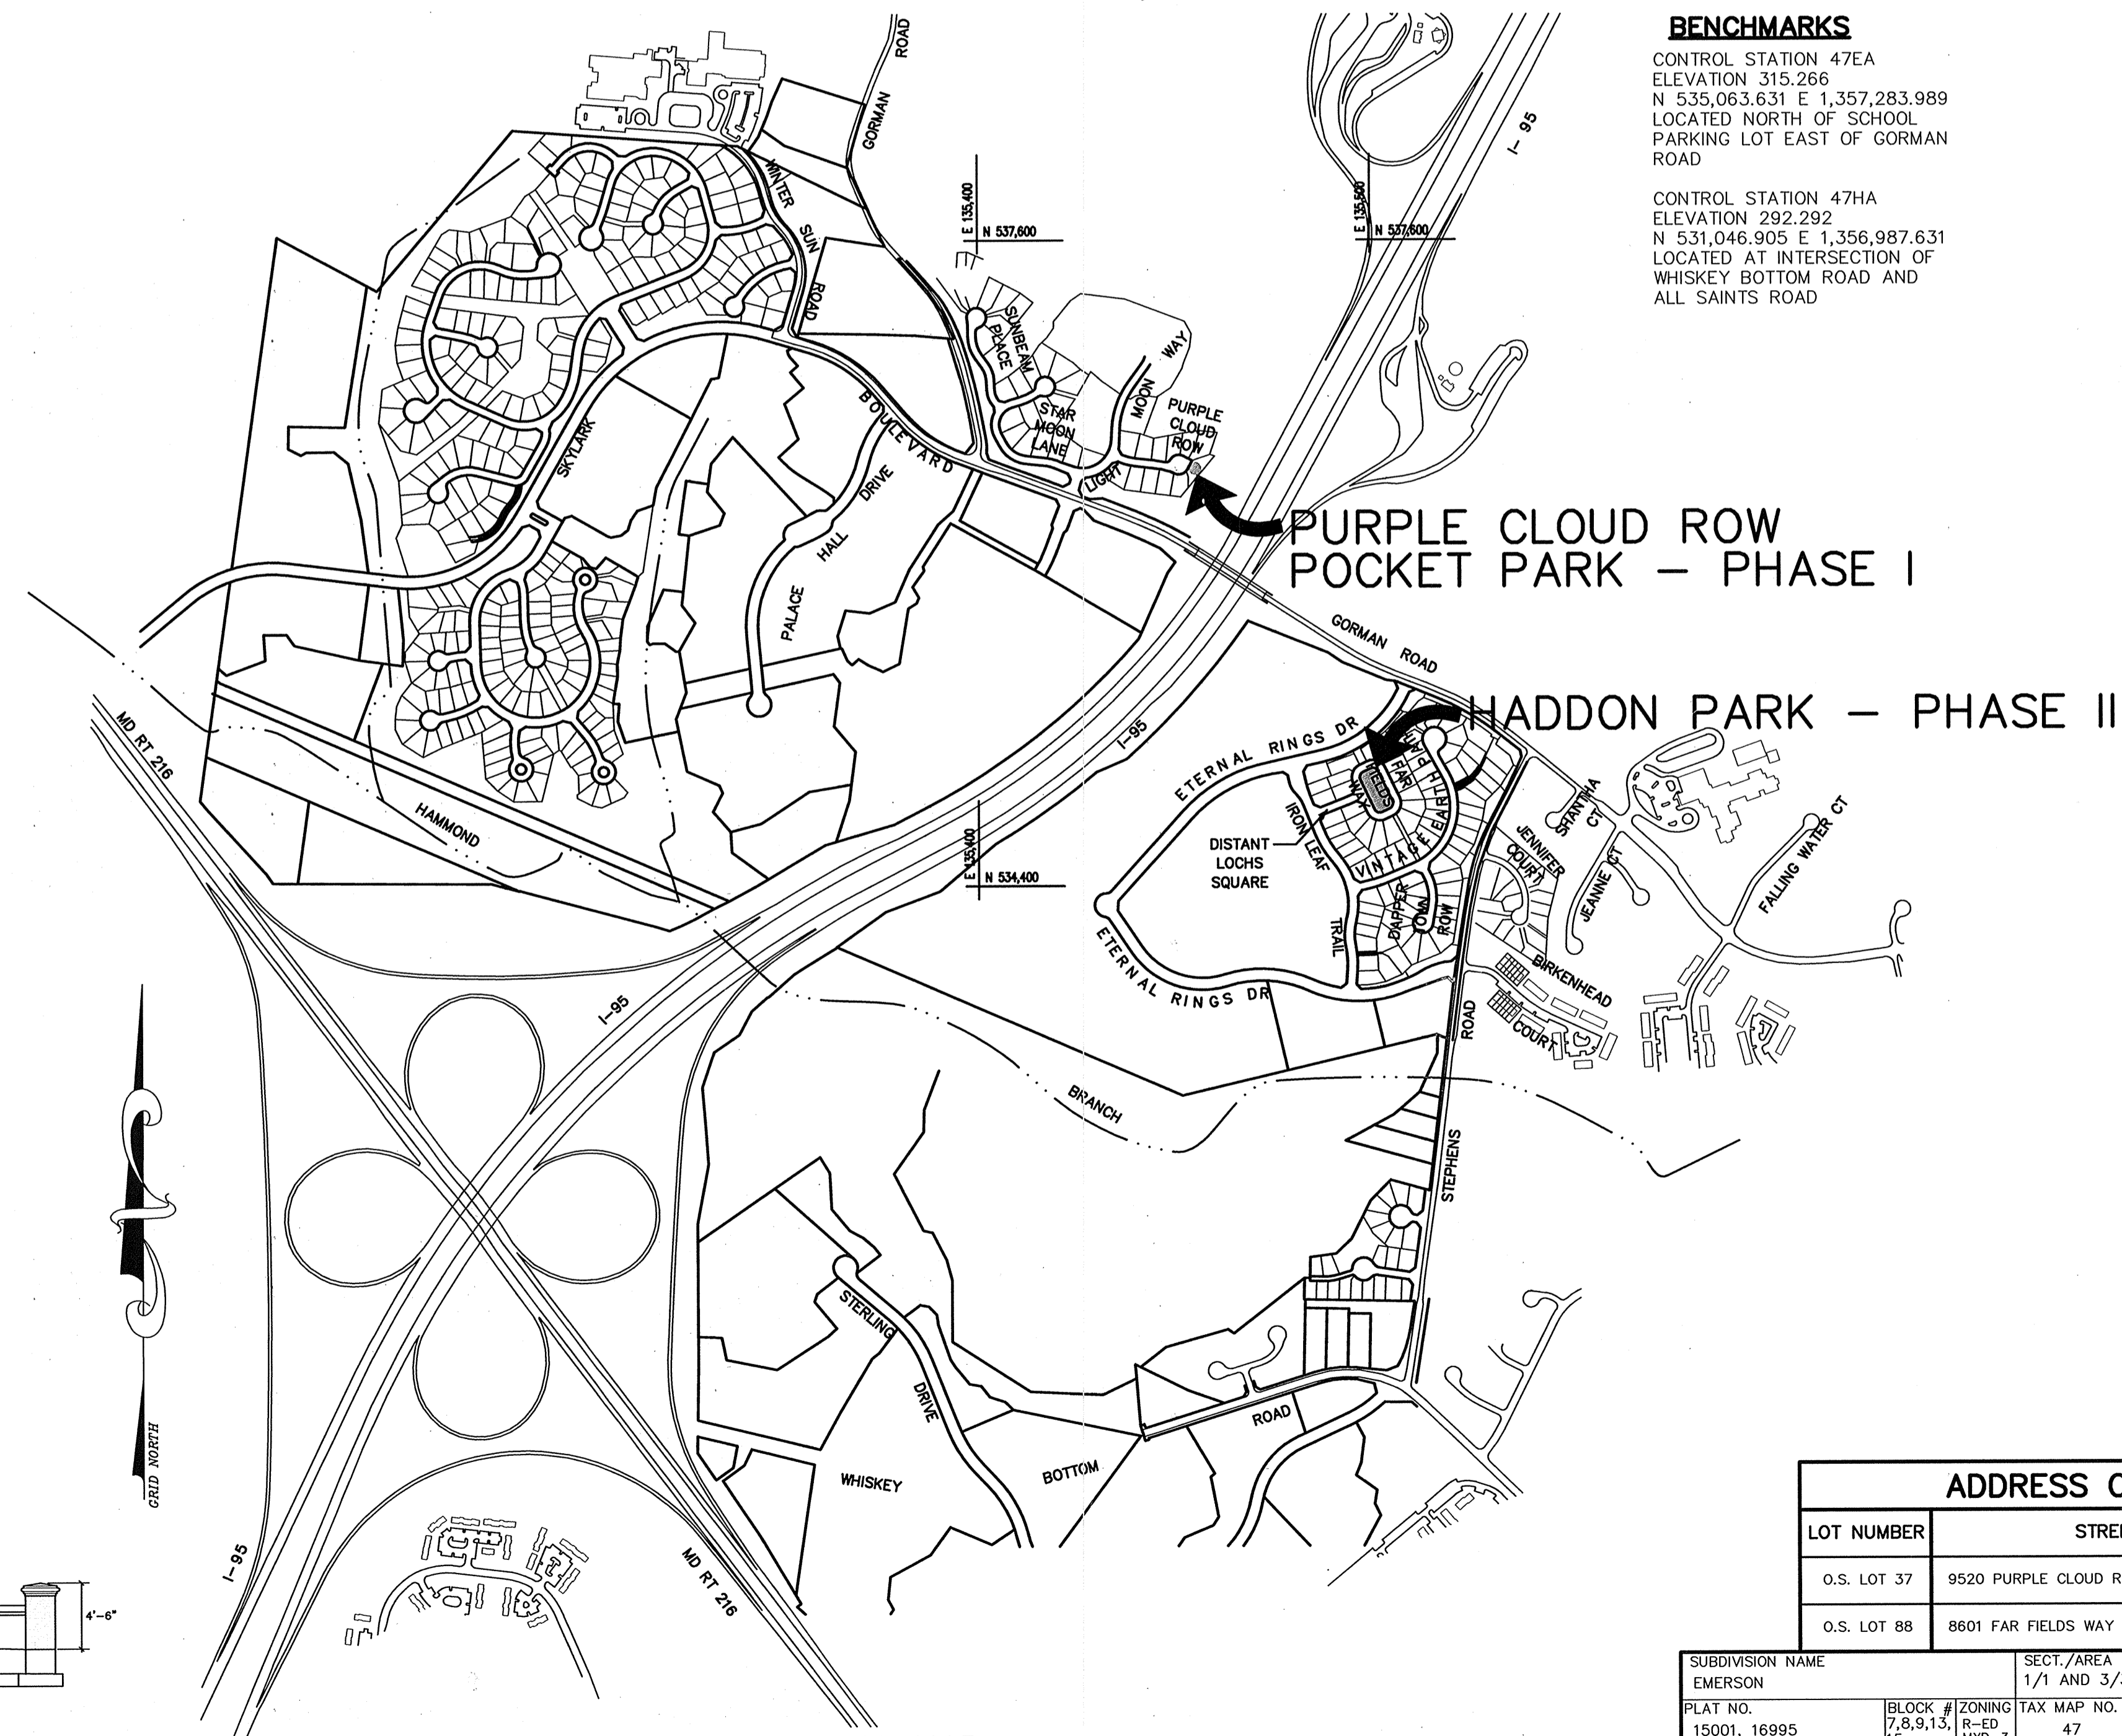 BENCHMARKS
CONTROL STATION 47EA
ELEVATION 315.266
N 535,063.631 E 1,357,283.989
LOCATED NORTH OF SCHOOL
PARKING LOT EAST OF GORMAN
ROAD
CONTROL STATION 47HA
ELEVATION 292.292
N 531,046.905 E 1,356,987.631
LOCATED AT INTERSECTION OF
WHISKEY BOTTOM ROAD AND
ALL SAINTS ROAD
GORMAN ROAD
I-95
WINTER SUN ROAD
E 135,400
N 537,600
N 537,600
SUNBEAM
PLACE
STAR
MOON
LANE
MOON WAY
LIGHT
PURPLE
CLOUD
ROW
SKYLARK
BOULEVARD
PALACE HALL DRIVE
PURPLE CLOUD ROW
POCKET PARK - PHASE I
GORMAN ROAD
HADDON PARK - PHASE II
MD RT 216
HAMMOND
I-95
ETERNAL RINGS DR
FAR
FIELDS
WAY
VINTAGE EARTH
IRON LEAF TRAIL
DISTANT
LOCHS
SQUARE
DAPPER
TOWN
ROW
SHANTHA
CT
JENNIFER
COURT
JEANNE CT
FALLING WATER CT
E 135,400
N 534,400
ETERNAL RINGS DR
BIRKENHEAD
COURT
I-95
BRANCH
STEPHENS ROAD
STERLING DRIVE
WHISKEY BOTTOM ROAD
GRID NORTH
I-95
MD RT 216
4'-6"
ADDRESS C
LOT NUMBER
STREE
O.S. LOT 37
9520 PURPLE CLOUD R
O.S. LOT 88
8601 FAR FIELDS WAY
SUBDIVISION NAME
EMERSON
SECT./AREA
1/1 AND 3/
PLAT NO.
15001, 16995
BLOCK #
7,8,9,13,
ZONING
R-ED
TAX MAP NO.
47